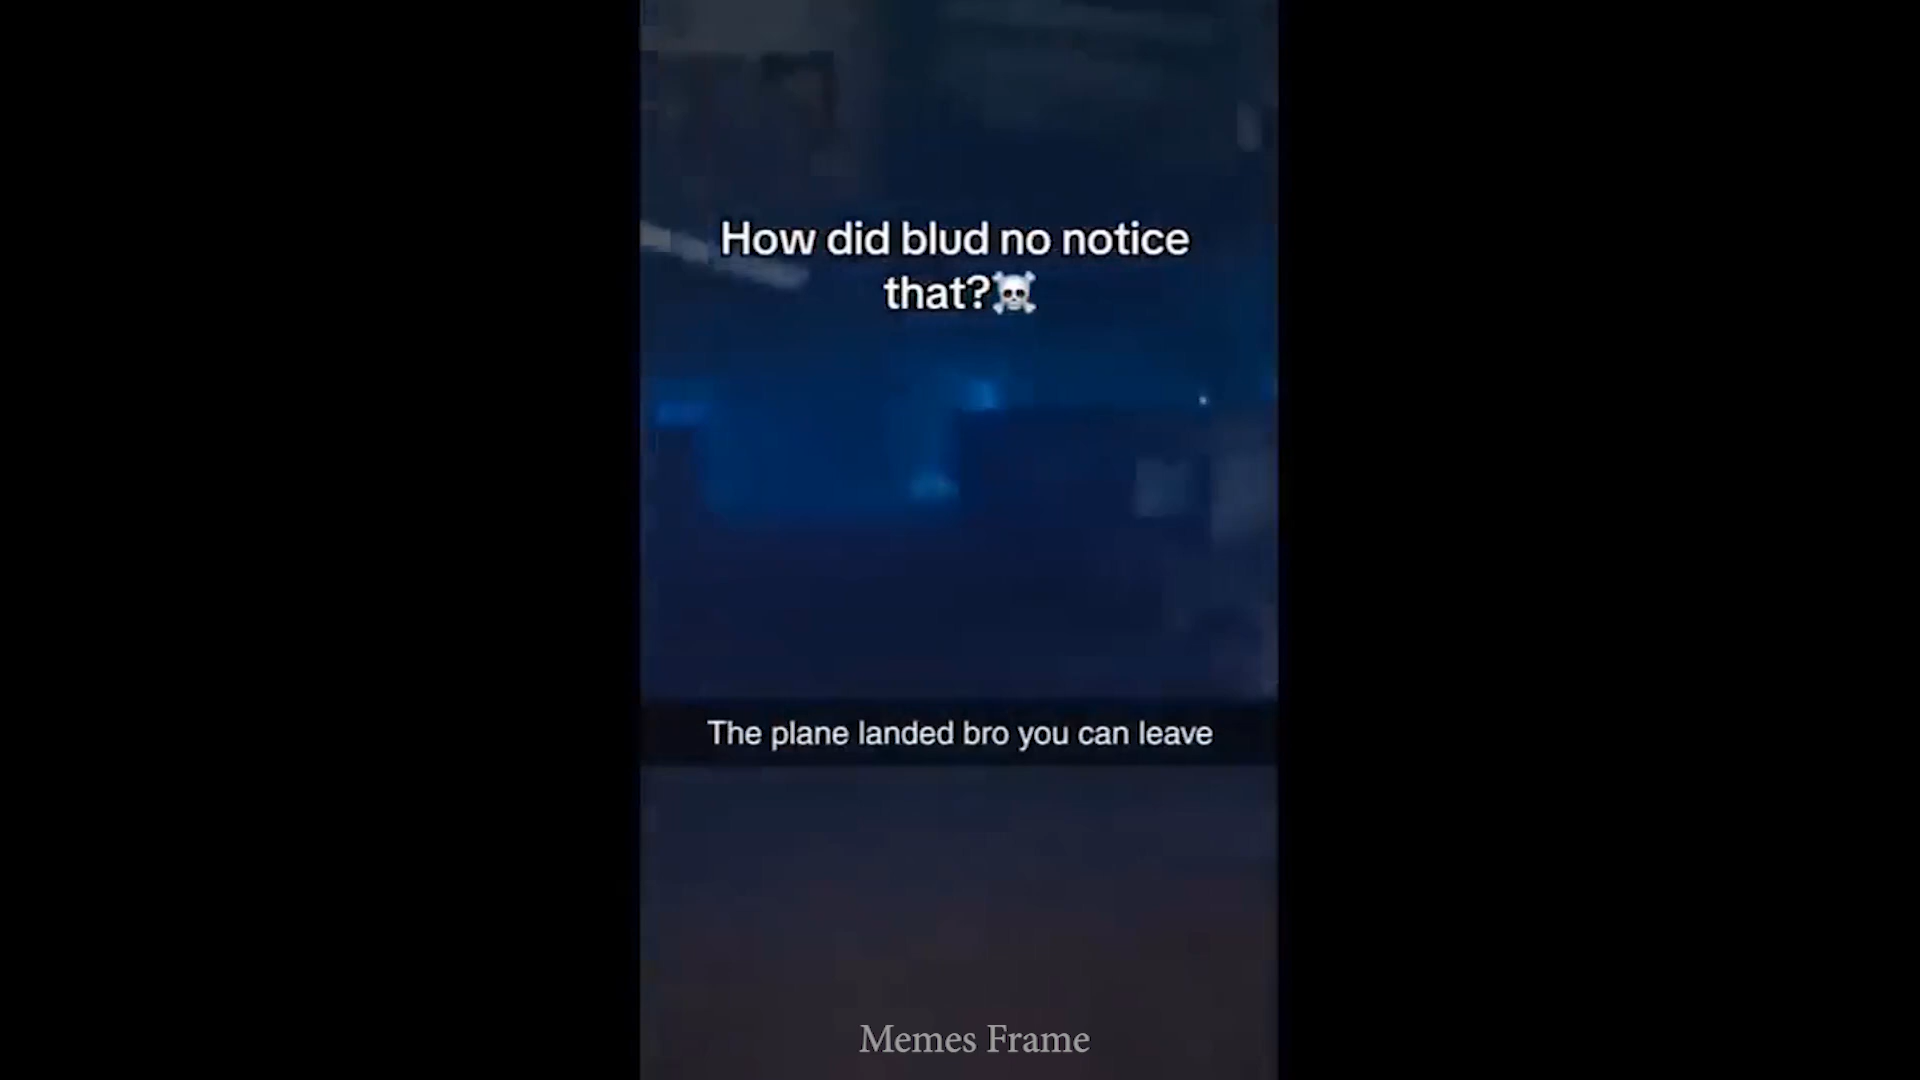 How did blud no notice
that?☠️
The plane landed bro you can leave
Memes Frame